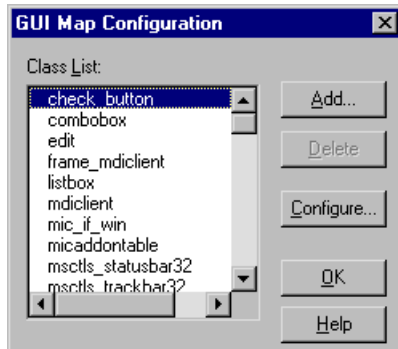 GUI Map Configuration
Class List:
check_button
combobox
edit
frame_mdiclient
listbox
mdiclient
mic_if_win
micaddontable
msctls_statusbar32
msctls_trackbar32
Add...
Delete
Configure...
OK
Help